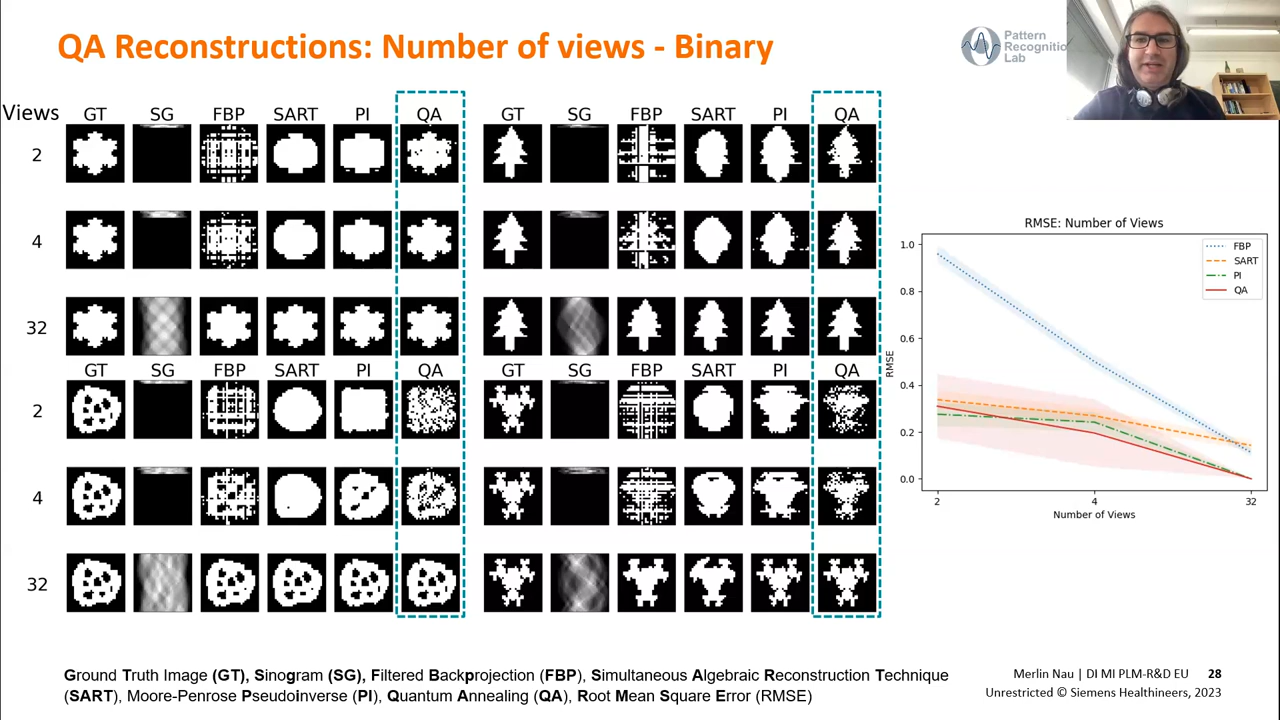 QA Reconstructions: Number of views - Binary
Pattern
Recognitio
Lab
Views
GT SG FBP SART PI QA GT SG FBP SART PI QA
2
4
32
GT SG FBP SART PI QA GT SG FBP SART PI QA
2
4
32
RMSE: Number of Views
FBP
SART
PI
QA
1.0
0.8
0.6
0.4
0.2
0.0
RMSE
2 4 32
Number of Views
Ground Truth Image (GT), Sinogram (SG), Filtered Backprojection (FBP), Simultaneous Algebraic Reconstruction Technique
(SART), Moore-Penrose Pseudoinverse (PI), Quantum Annealing (QA), Root Mean Square Error (RMSE)
Merlin Nau | DI MI PLM-R&D EU 28
Unrestricted © Siemens Healthineers, 2023